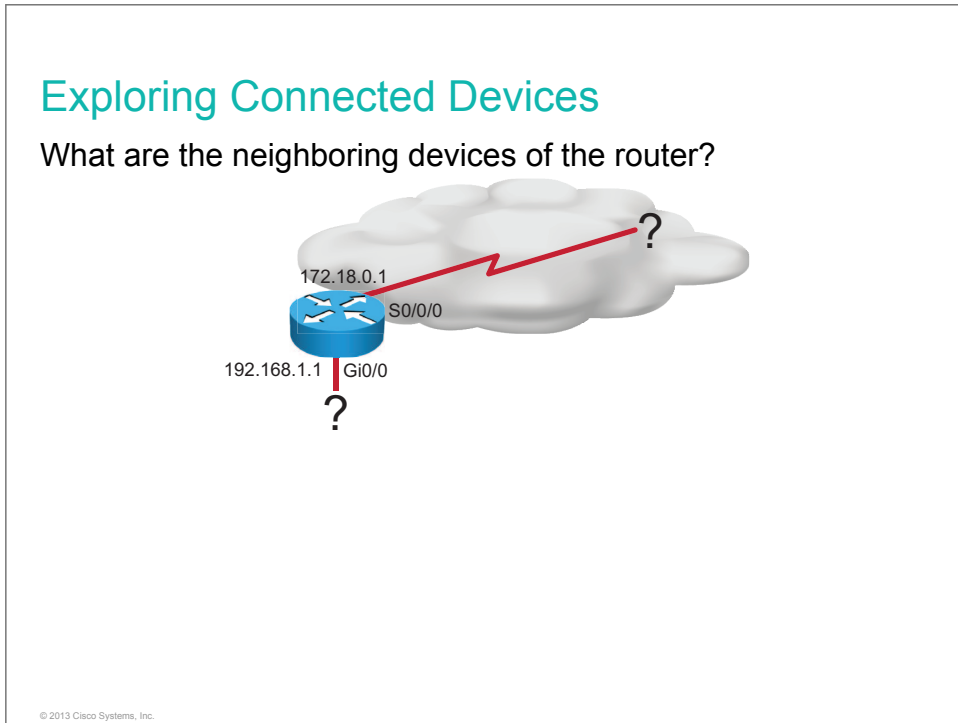 Exploring Connected Devices
What are the neighboring devices of the router?
?
172.18.0.1
S0/0/0
192.168.1.1 Gi0/0
?
© 2013 Cisco Systems, Inc.